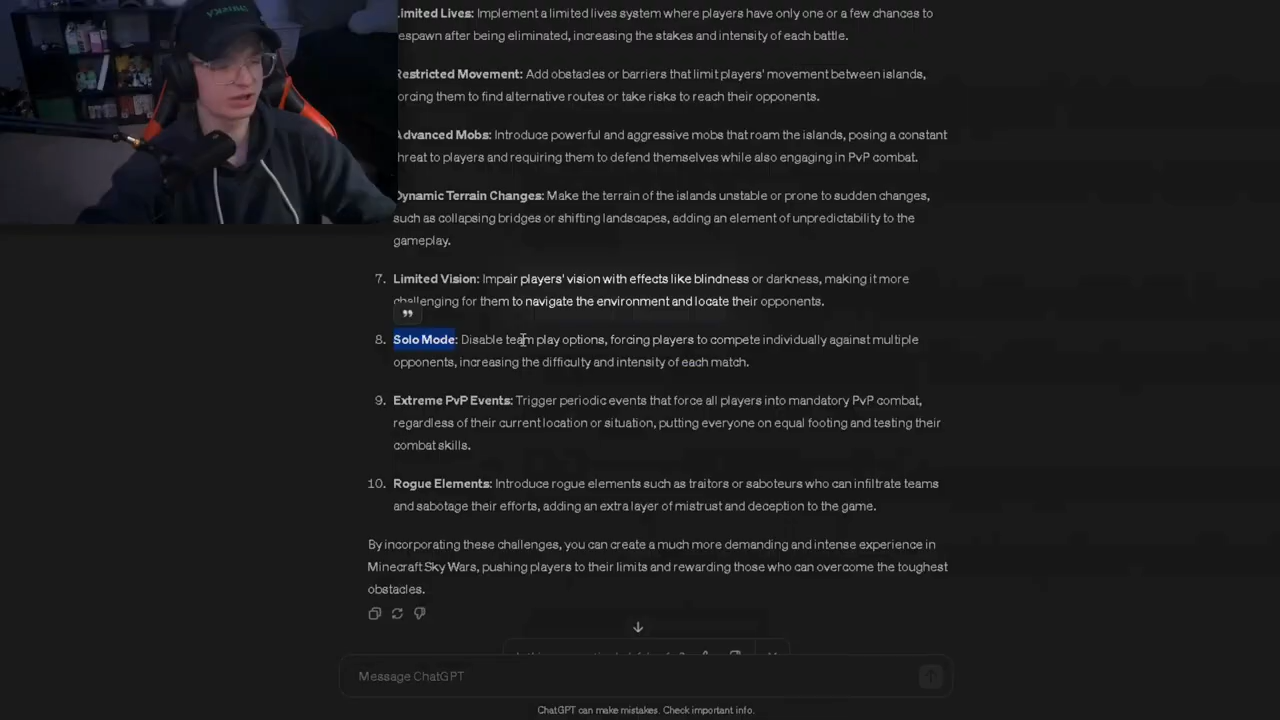 Limited Lives: Implement a limited lives system where players have only one or a few chances to
respawn after being eliminated, increasing the stakes and intensity of each battle.
Restricted Movement: Add obstacles or barriers that limit players' movement between islands,
forcing them to find alternative routes or take risks to reach their opponents.
Advanced Mobs: Introduce powerful and aggressive mobs that roam the islands, posing a constant
threat to players and requiring them to defend themselves while also engaging in PvP combat.
Dynamic Terrain Changes: Make the terrain of the islands unstable or prone to sudden changes,
such as collapsing bridges or shifting landscapes, adding an element of unpredictability to the
gameplay.
7. Limited Vision: Impair players' vision with effects like blindness or darkness, making it more
challenging for them to navigate the environment and locate their opponents.
8. Solo Mode: Disable team play options, forcing players to compete individually against multiple
opponents, increasing the difficulty and intensity of each match.
9. Extreme PvP Events: Trigger periodic events that force all players into mandatory PvP combat,
regardless of their current location or situation, putting everyone on equal footing and testing their
combat skills.
10. Rogue Elements: Introduce rogue elements such as traitors or saboteurs who can infiltrate teams
and sabotage their efforts, adding an extra layer of mistrust and deception to the game.
By incorporating these challenges, you can create a much more demanding and intense experience in
Minecraft Sky Wars, pushing players to their limits and rewarding those who can overcome the toughest
obstacles.
Message ChatGPT
ChatGPT can make mistakes. Check important info.